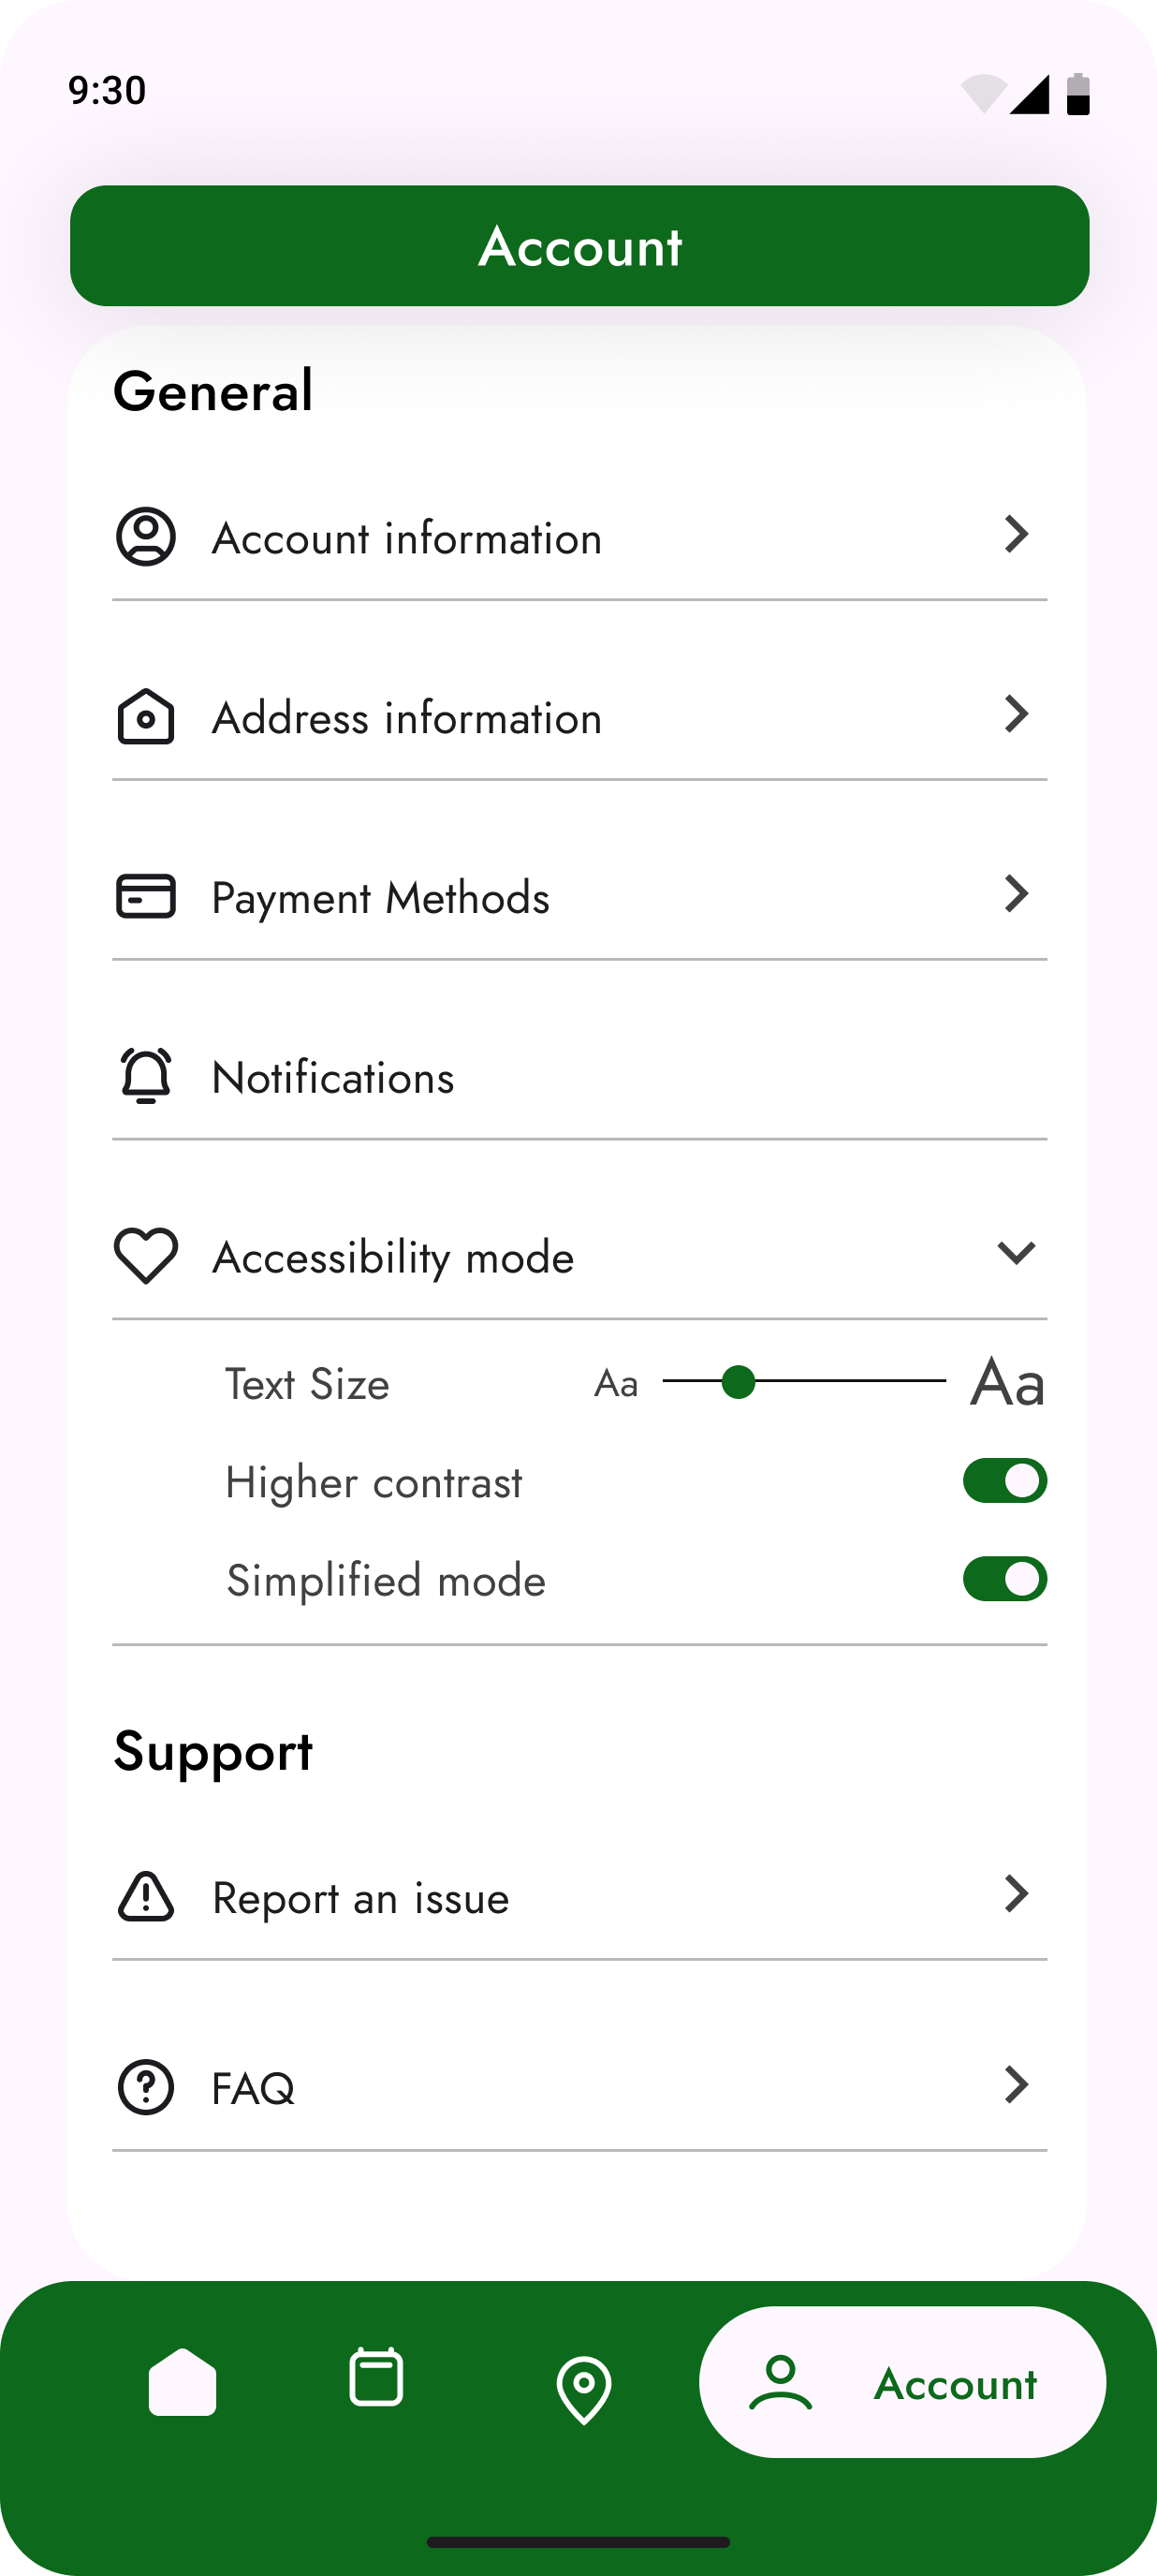 9:30
Account
General
Account information
Address information
Payment Methods
Notifications
Accessibility mode
Text Size Aa Aa
Higher contrast
Simplified mode
Support
Report an issue
FAQ
Account